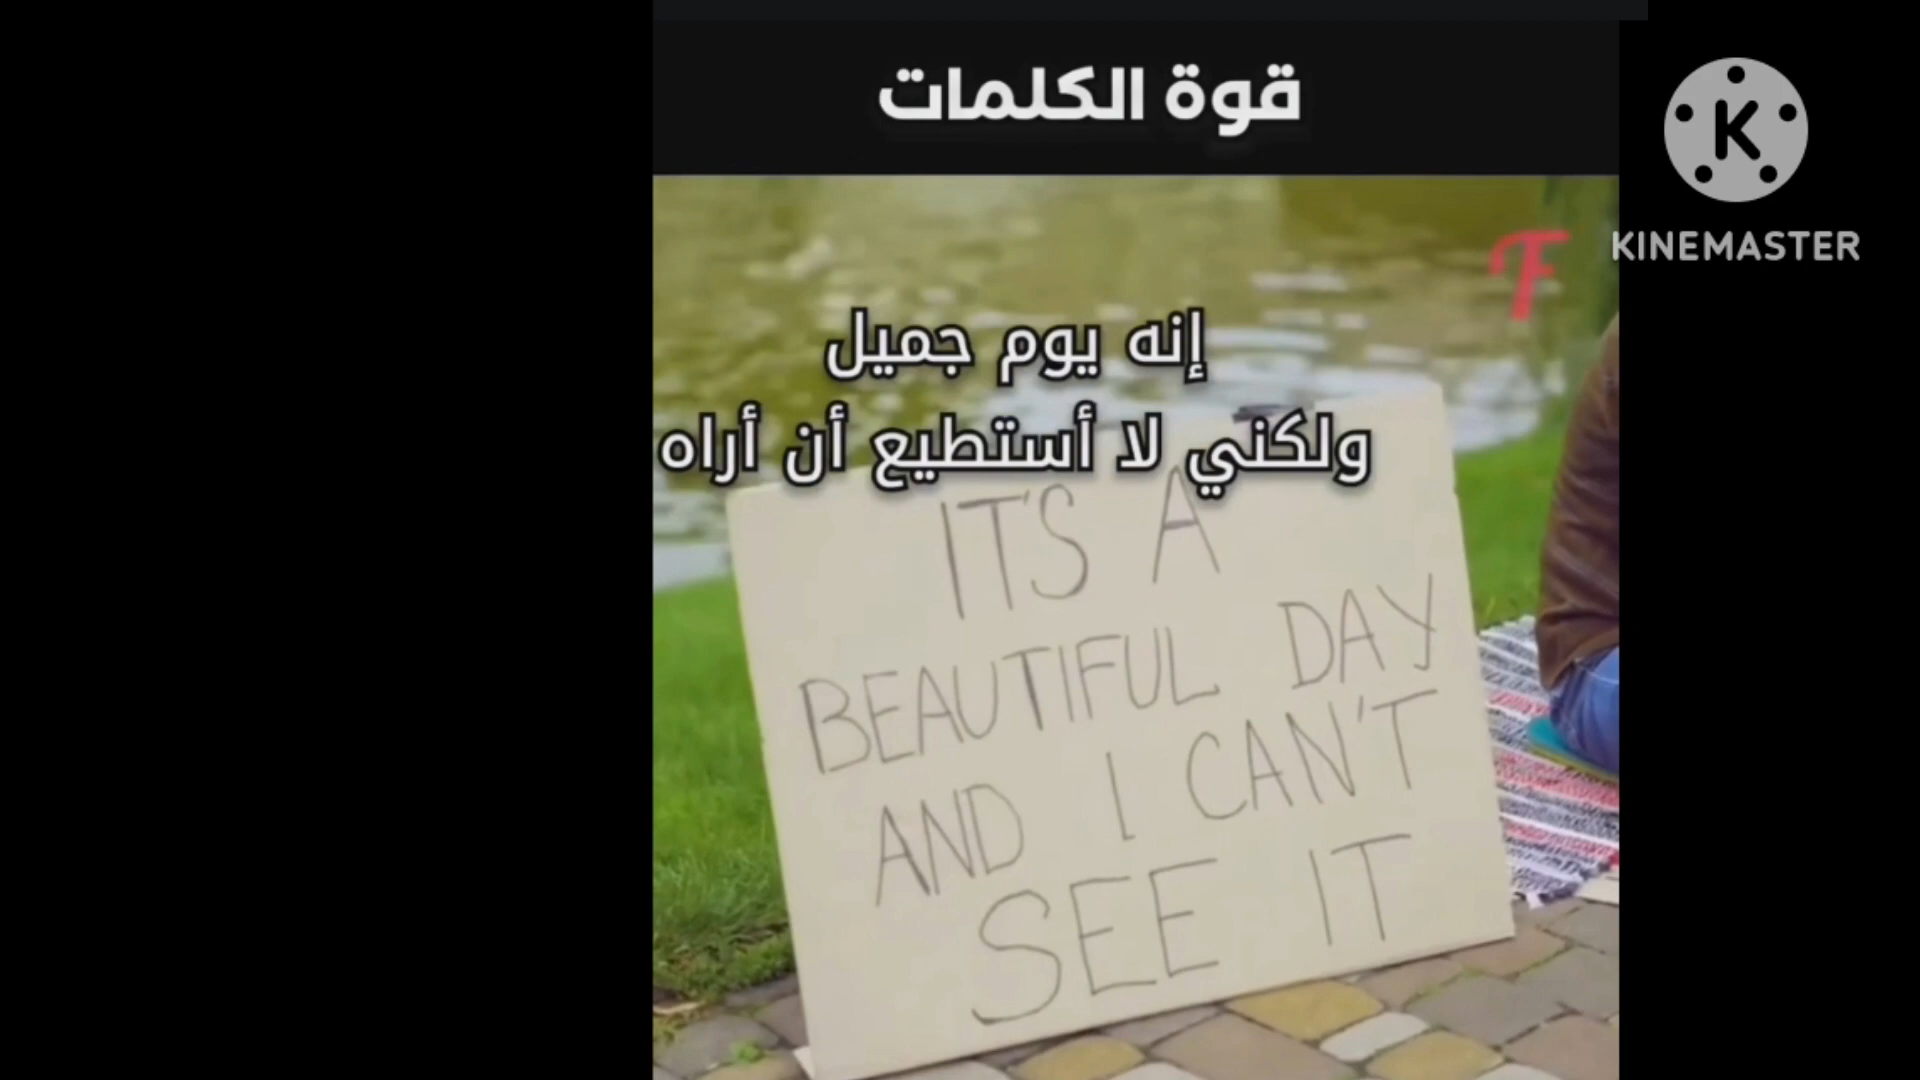 قوة الكلمات
K
KINEMASTER
F
إنه يوم جميل
ولكني لا أستطيع أن أراه
IT'S A
BEAUTIFUL DAY
AND I CAN'T
SEE IT